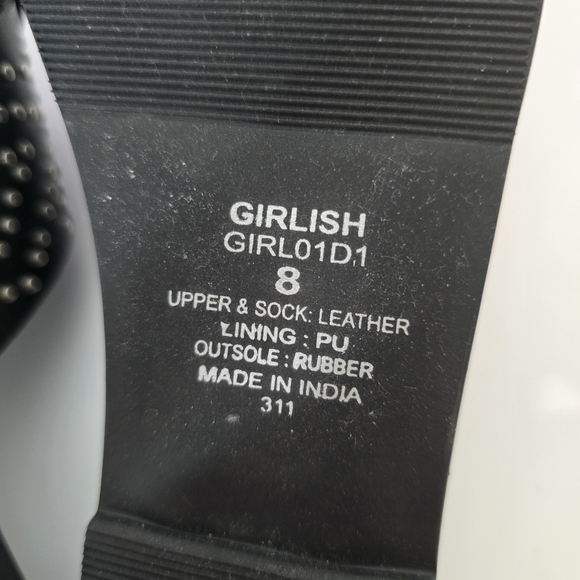 GIRLISH
GIRL01D1
8
UPPER & SOCK: LEATHER
LINING : PU
OUTSOLE : RUBBER
MADE IN INDIA
311